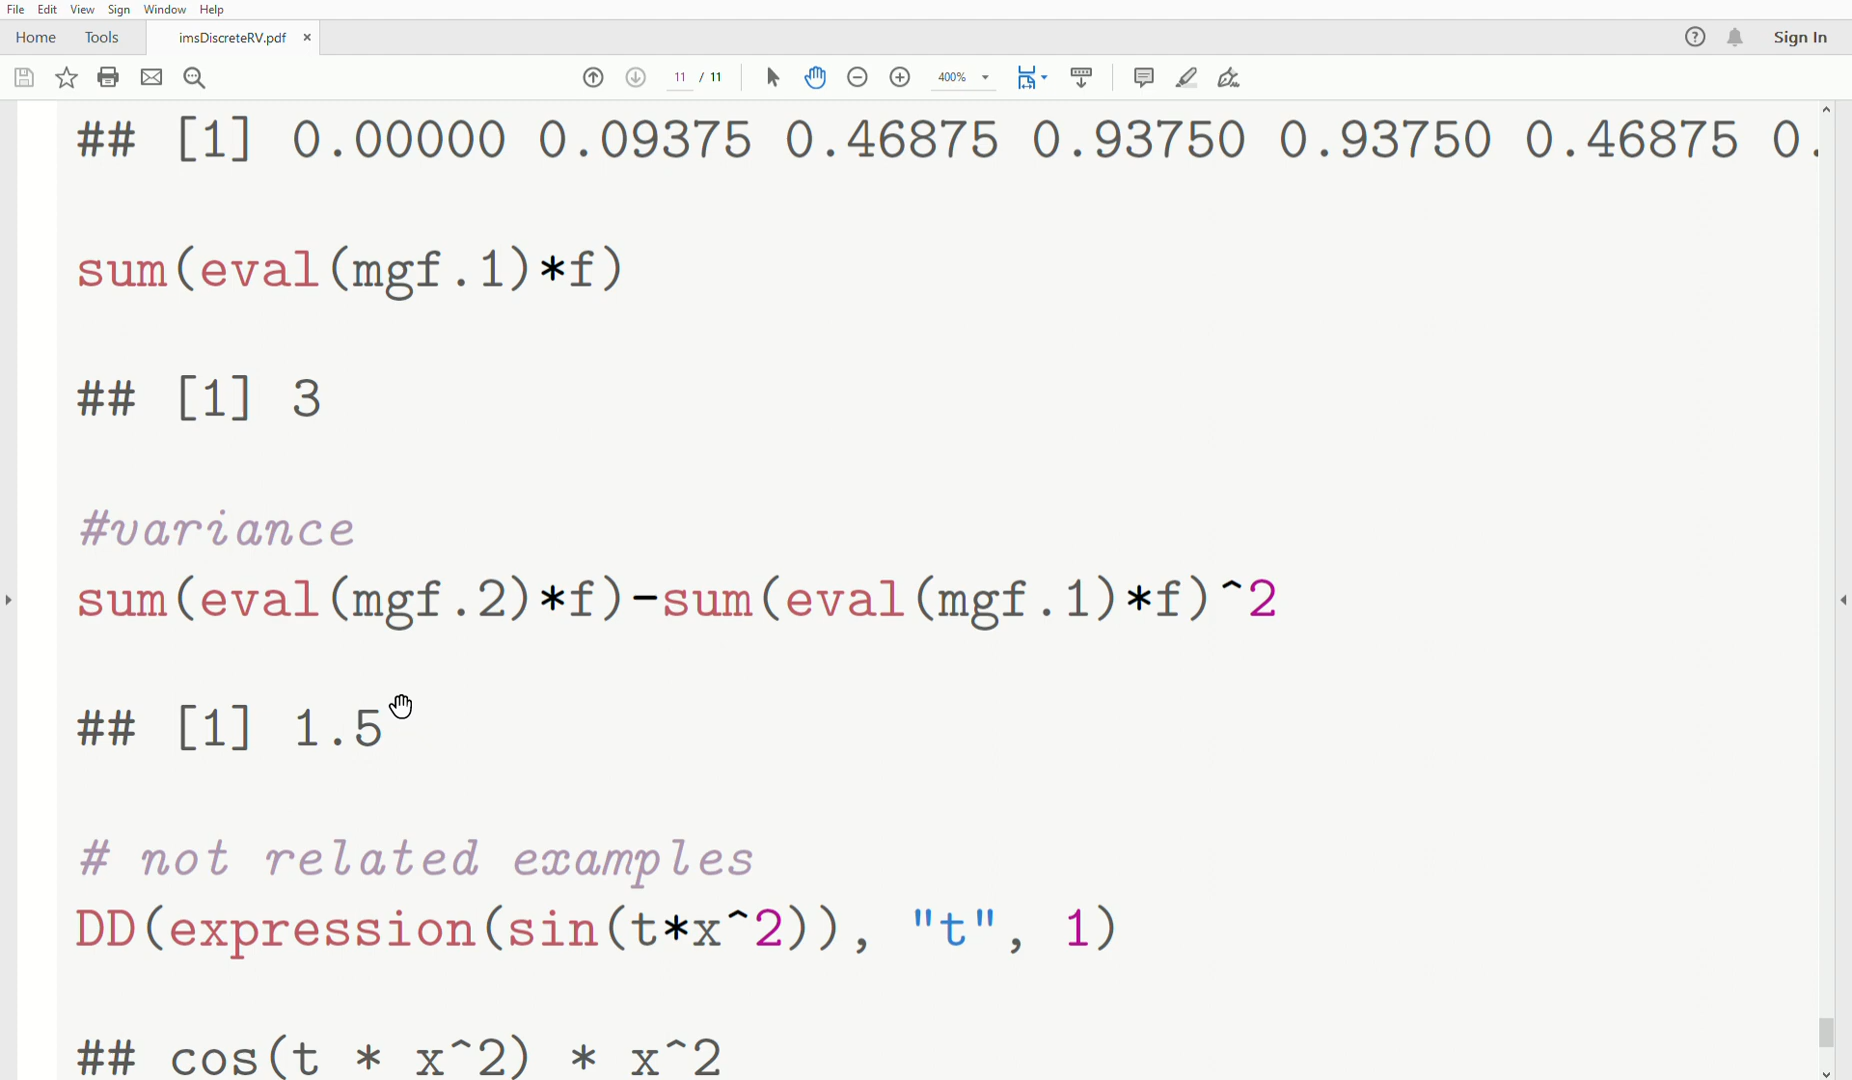 File Edit View Sign Window Help
Home Tools imsDiscreteRV.pdf × Sign In
11 / 11 400%
## [1] 0.00000 0.09375 0.46875 0.93750 0.93750 0.46875 0.
sum(eval(mgf.1)*f)
## [1] 3
#variance
sum(eval(mgf.2)*f)-sum(eval(mgf.1)*f)^2
## [1] 1.5
# not related examples
DD(expression(sin(t*x^2)), "t", 1)
## cos(t * x^2) * x^2